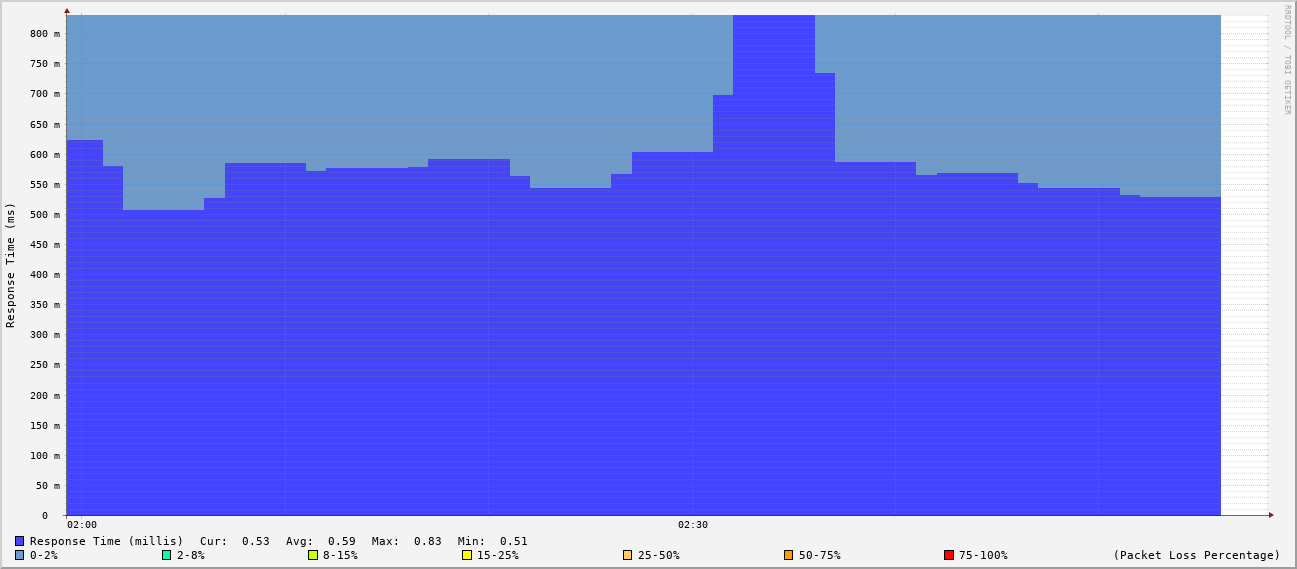 RRDTOOL / TOBI OETIKER
Response Time (ms)
800 m
750 m
700 m
650 m
600 m
550 m
500 m
450 m
400 m
350 m
300 m
250 m
200 m
150 m
100 m
50 m
0
02:00 02:30
Response Time (millis) Cur: 0.53 Avg: 0.59 Max: 0.83 Min: 0.51
0-2% 2-8% 8-15% 15-25% 25-50% 50-75% 75-100% (Packet Loss Percentage)